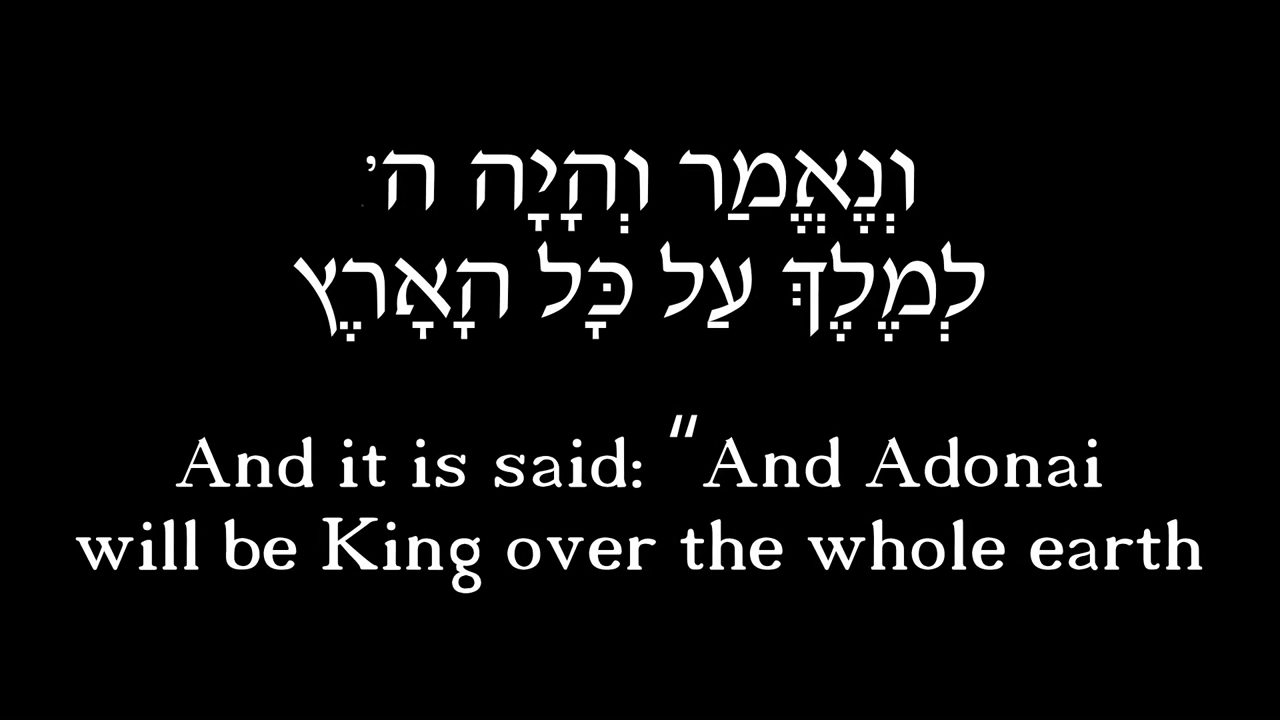 וְנֶאֱמַר וְהָיָה ה׳
לְמֶלֶךְ עַל כָּל הָאָרֶץ
And it is said: "And Adonai
will be King over the whole earth